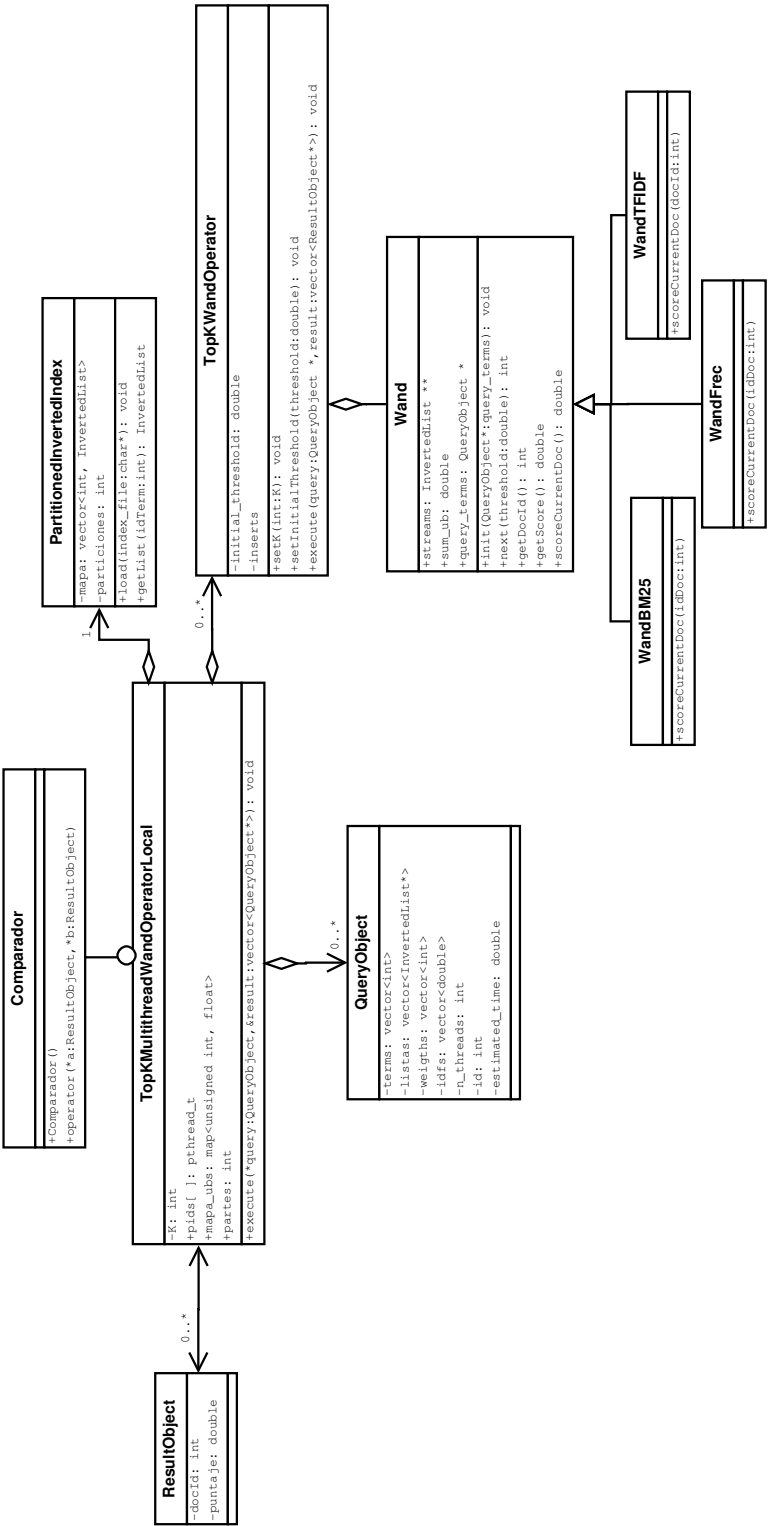 Comparador
+Comparador()
+operator(*a:ResultObject,*b:ResultObject)
PartitionedInvertedIndex
-mapa: vector<int, InvertedList>
-particiones: int
+load(index_file:char*): void
+getList(idTerm:int): InvertedList
1
ResultObject
-docId: int
-puntaje: double
0..*
TopKMultithreadWandOperatorLocal
-K: int
+pids[ ]: pthread_t
+mapa_ubs: map<unsigned int, float>
+partes: int
+execute(*query:QueryObject,&result:vector<QueryObject*>): void
0..*
TopKWandOperator
-initial_threshold: double
-inserts
+setK(int:K): void
+setInitialThreshold(threshold:double): void
+execute(query:QueryObject *,result:vector<ResultObject*>): void
0..*
QueryObject
-terms: vector<int>
-listas: vector<InvertedList*>
-weigths: vector<int>
-idfs: vector<double>
-n_threads: int
-id: int
-estimated_time: double
Wand
+streams: InvertedList **
+sum_ub: double
+query_terms: QueryObject *
+init(QueryObject*:query_terms): void
+next(threshold:double): int
+getDocId(): int
+getScore(): double
+scoreCurrentDoc(): double
WandBM25
+scoreCurrentDoc(idDoc:int)
WandTFIDF
+scoreCurrentDoc(docId:int)
WandFrec
+scoreCurrentDoc(idDoc:int)